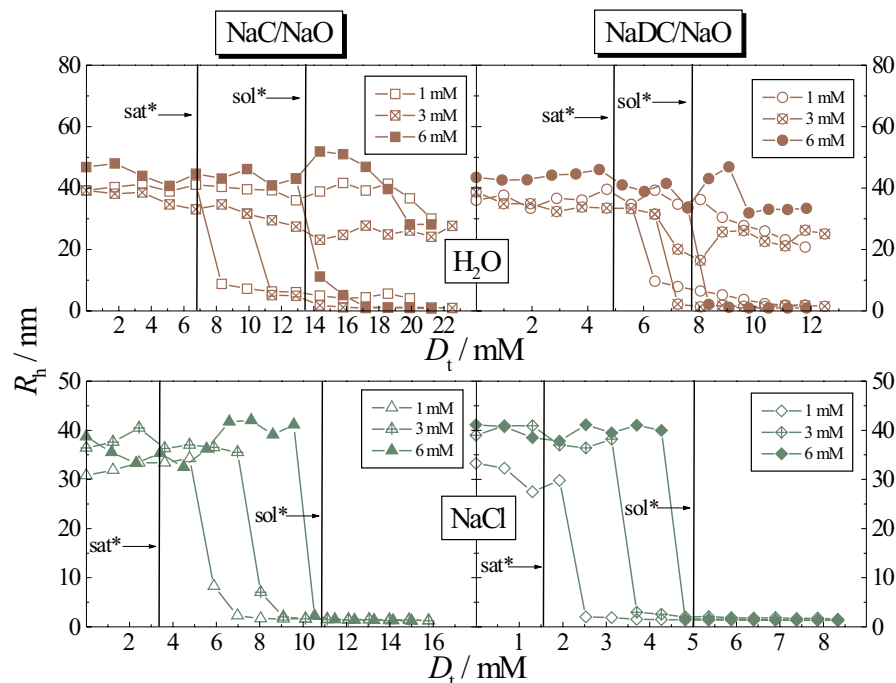 NaC/NaO NaDC/NaO
80 80
60 60
40 40
20 20
0 0
sat* sol* sat* sol*
1 mM
3 mM
6 mM
1 mM
3 mM
6 mM
H2O
2 4 6 8 10 12 14 16 18 20 22 2 4 6 8 10 12
Dt / mM Dt / mM
Rh / nm
50 50
40 40
30 30
20 20
10 10
0 0
1 mM
3 mM
6 mM
1 mM
3 mM
6 mM
sol* sol*
NaCl
sat* sat*
2 4 6 8 10 12 14 16 1 2 3 4 5 6 7 8
Dt / mM Dt / mM